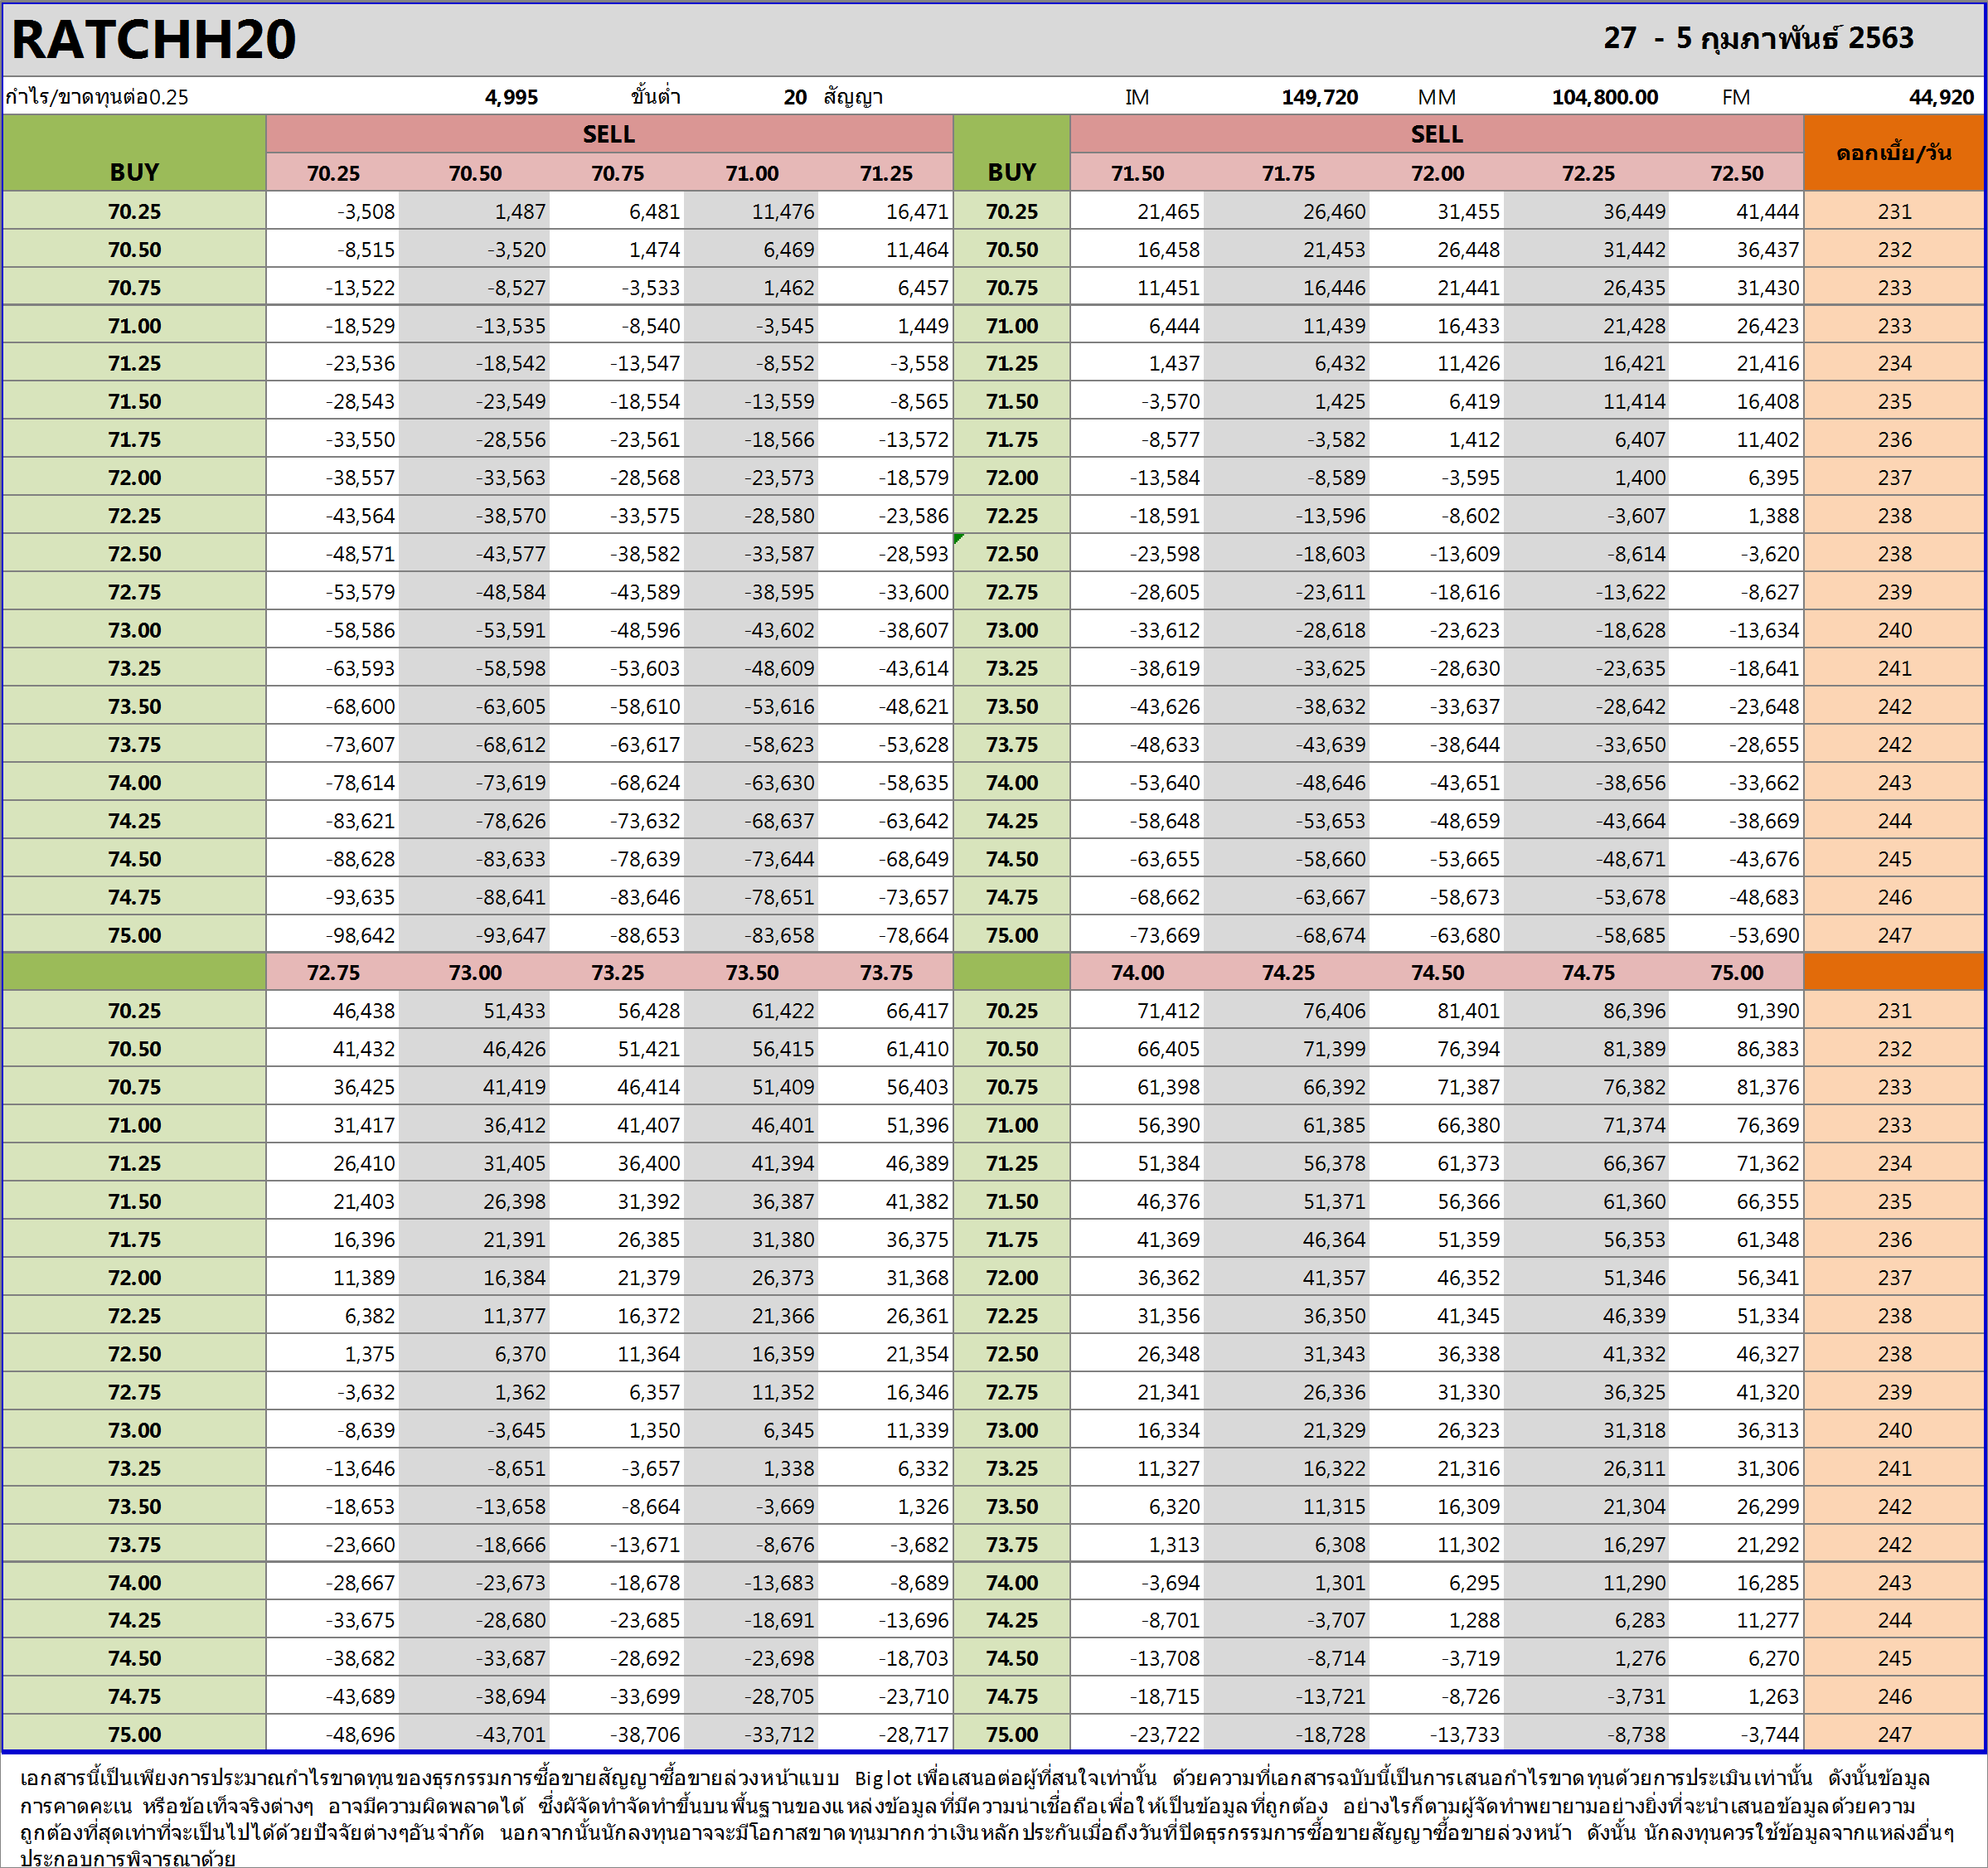 RATCHH20 27 - 5 กุมภาพันธ์ 2563
กำไร/ขาดทุนต่อ0.25 4,995 ขั้นต่ำ 20 สัญญา IM 149,720 MM 104,800.00 FM 44,920
SELL SELL
BUY 70.25 70.50 70.75 71.00 71.25 BUY 71.50 71.75 72.00 72.25 72.50 ดอกเบี้ย/วัน
70.25 -3,508 1,487 6,481 11,476 16,471 70.25 21,465 26,460 31,455 36,449 41,444 231
70.50 -8,515 -3,520 1,474 6,469 11,464 70.50 16,458 21,453 26,448 31,442 36,437 232
70.75 -13,522 -8,527 -3,533 1,462 6,457 70.75 11,451 16,446 21,441 26,435 31,430 233
71.00 -18,529 -13,535 -8,540 -3,545 1,449 71.00 6,444 11,439 16,433 21,428 26,423 233
71.25 -23,536 -18,542 -13,547 -8,552 -3,558 71.25 1,437 6,432 11,426 16,421 21,416 234
71.50 -28,543 -23,549 -18,554 -13,559 -8,565 71.50 -3,570 1,425 6,419 11,414 16,408 235
71.75 -33,550 -28,556 -23,561 -18,566 -13,572 71.75 -8,577 -3,582 1,412 6,407 11,402 236
72.00 -38,557 -33,563 -28,568 -23,573 -18,579 72.00 -13,584 -8,589 -3,595 1,400 6,395 237
72.25 -43,564 -38,570 -33,575 -28,580 -23,586 72.25 -18,591 -13,596 -8,602 -3,607 1,388 238
72.50 -48,571 -43,577 -38,582 -33,587 -28,593 72.50 -23,598 -18,603 -13,609 -8,614 -3,620 238
72.75 -53,579 -48,584 -43,589 -38,595 -33,600 72.75 -28,605 -23,611 -18,616 -13,622 -8,627 239
73.00 -58,586 -53,591 -48,596 -43,602 -38,607 73.00 -33,612 -28,618 -23,623 -18,628 -13,634 240
73.25 -63,593 -58,598 -53,603 -48,609 -43,614 73.25 -38,619 -33,625 -28,630 -23,635 -18,641 241
73.50 -68,600 -63,605 -58,610 -53,616 -48,621 73.50 -43,626 -38,632 -33,637 -28,642 -23,648 242
73.75 -73,607 -68,612 -63,617 -58,623 -53,628 73.75 -48,633 -43,639 -38,644 -33,650 -28,655 242
74.00 -78,614 -73,619 -68,624 -63,630 -58,635 74.00 -53,640 -48,646 -43,651 -38,656 -33,662 243
74.25 -83,621 -78,626 -73,632 -68,637 -63,642 74.25 -58,648 -53,653 -48,659 -43,664 -38,669 244
74.50 -88,628 -83,633 -78,639 -73,644 -68,649 74.50 -63,655 -58,660 -53,665 -48,671 -43,676 245
74.75 -93,635 -88,641 -83,646 -78,651 -73,657 74.75 -68,662 -63,667 -58,673 -53,678 -48,683 246
75.00 -98,642 -93,647 -88,653 -83,658 -78,664 75.00 -73,669 -68,674 -63,680 -58,685 -53,690 247
72.75 73.00 73.25 73.50 73.75 74.00 74.25 74.50 74.75 75.00
70.25 46,438 51,433 56,428 61,422 66,417 70.25 71,412 76,406 81,401 86,396 91,390 231
70.50 41,432 46,426 51,421 56,415 61,410 70.50 66,405 71,399 76,394 81,389 86,383 232
70.75 36,425 41,419 46,414 51,409 56,403 70.75 61,398 66,392 71,387 76,382 81,376 233
71.00 31,417 36,412 41,407 46,401 51,396 71.00 56,390 61,385 66,380 71,374 76,369 233
71.25 26,410 31,405 36,400 41,394 46,389 71.25 51,384 56,378 61,373 66,367 71,362 234
71.50 21,403 26,398 31,392 36,387 41,382 71.50 46,376 51,371 56,366 61,360 66,355 235
71.75 16,396 21,391 26,385 31,380 36,375 71.75 41,369 46,364 51,359 56,353 61,348 236
72.00 11,389 16,384 21,379 26,373 31,368 72.00 36,362 41,357 46,352 51,346 56,341 237
72.25 6,382 11,377 16,372 21,366 26,361 72.25 31,356 36,350 41,345 46,339 51,334 238
72.50 1,375 6,370 11,364 16,359 21,354 72.50 26,348 31,343 36,338 41,332 46,327 238
72.75 -3,632 1,362 6,357 11,352 16,346 72.75 21,341 26,336 31,330 36,325 41,320 239
73.00 -8,639 -3,645 1,350 6,345 11,339 73.00 16,334 21,329 26,323 31,318 36,313 240
73.25 -13,646 -8,651 -3,657 1,338 6,332 73.25 11,327 16,322 21,316 26,311 31,306 241
73.50 -18,653 -13,658 -8,664 -3,669 1,326 73.50 6,320 11,315 16,309 21,304 26,299 242
73.75 -23,660 -18,666 -13,671 -8,676 -3,682 73.75 1,313 6,308 11,302 16,297 21,292 242
74.00 -28,667 -23,673 -18,678 -13,683 -8,689 74.00 -3,694 1,301 6,295 11,290 16,285 243
74.25 -33,675 -28,680 -23,685 -18,691 -13,696 74.25 -8,701 -3,707 1,288 6,283 11,277 244
74.50 -38,682 -33,687 -28,692 -23,698 -18,703 74.50 -13,708 -8,714 -3,719 1,276 6,270 245
74.75 -43,689 -38,694 -33,699 -28,705 -23,710 74.75 -18,715 -13,721 -8,726 -3,731 1,263 246
75.00 -48,696 -43,701 -38,706 -33,712 -28,717 75.00 -23,722 -18,728 -13,733 -8,738 -3,744 247
เอกสารนี้เป็นเพียงการประมาณกำไรขาดทุนของธุรกรรมการซื้อขายสัญญาซื้อขายล่วงหน้าแบบ Big lot เพื่อเสนอต่อผู้ที่สนใจเท่านั้น ด้วยความที่เอกสารฉบับนี้เป็นการเสนอกำไรขาดทุนด้วยการประเมินเท่านั้น ดังนั้นข้อมูล
การคาดคะเน หรือข้อเท็จจริงต่างๆ อาจมีความผิดพลาดได้ ซึ่งผัจัดทำจัดทำขึ้นบนพื้นฐานของแหล่งข้อมูลที่มีความน่าเชื่อถือเพื่อให้เป็นข้อมูลที่ถูกต้อง อย่างไรก็ตามผู้จัดทำพยายามอย่างยิ่งที่จะนำเสนอข้อมูลด้วยความ
ถูกต้องที่สุดเท่าที่จะเป็นไปได้ด้วยปัจจัยต่างๆอันจำกัด นอกจากนั้นนักลงทุนอาจจะมีโอกาสขาดทุนมากกว่าเงินหลักประกันเมื่อถึงวันที่ปิดธุรกรรมการซื้อขายสัญญาซื้อขายล่วงหน้า ดังนั้น นักลงทุนควรใช้ข้อมูลจากแหล่งอื่นๆ
ประกอบการพิจารณาด้วย